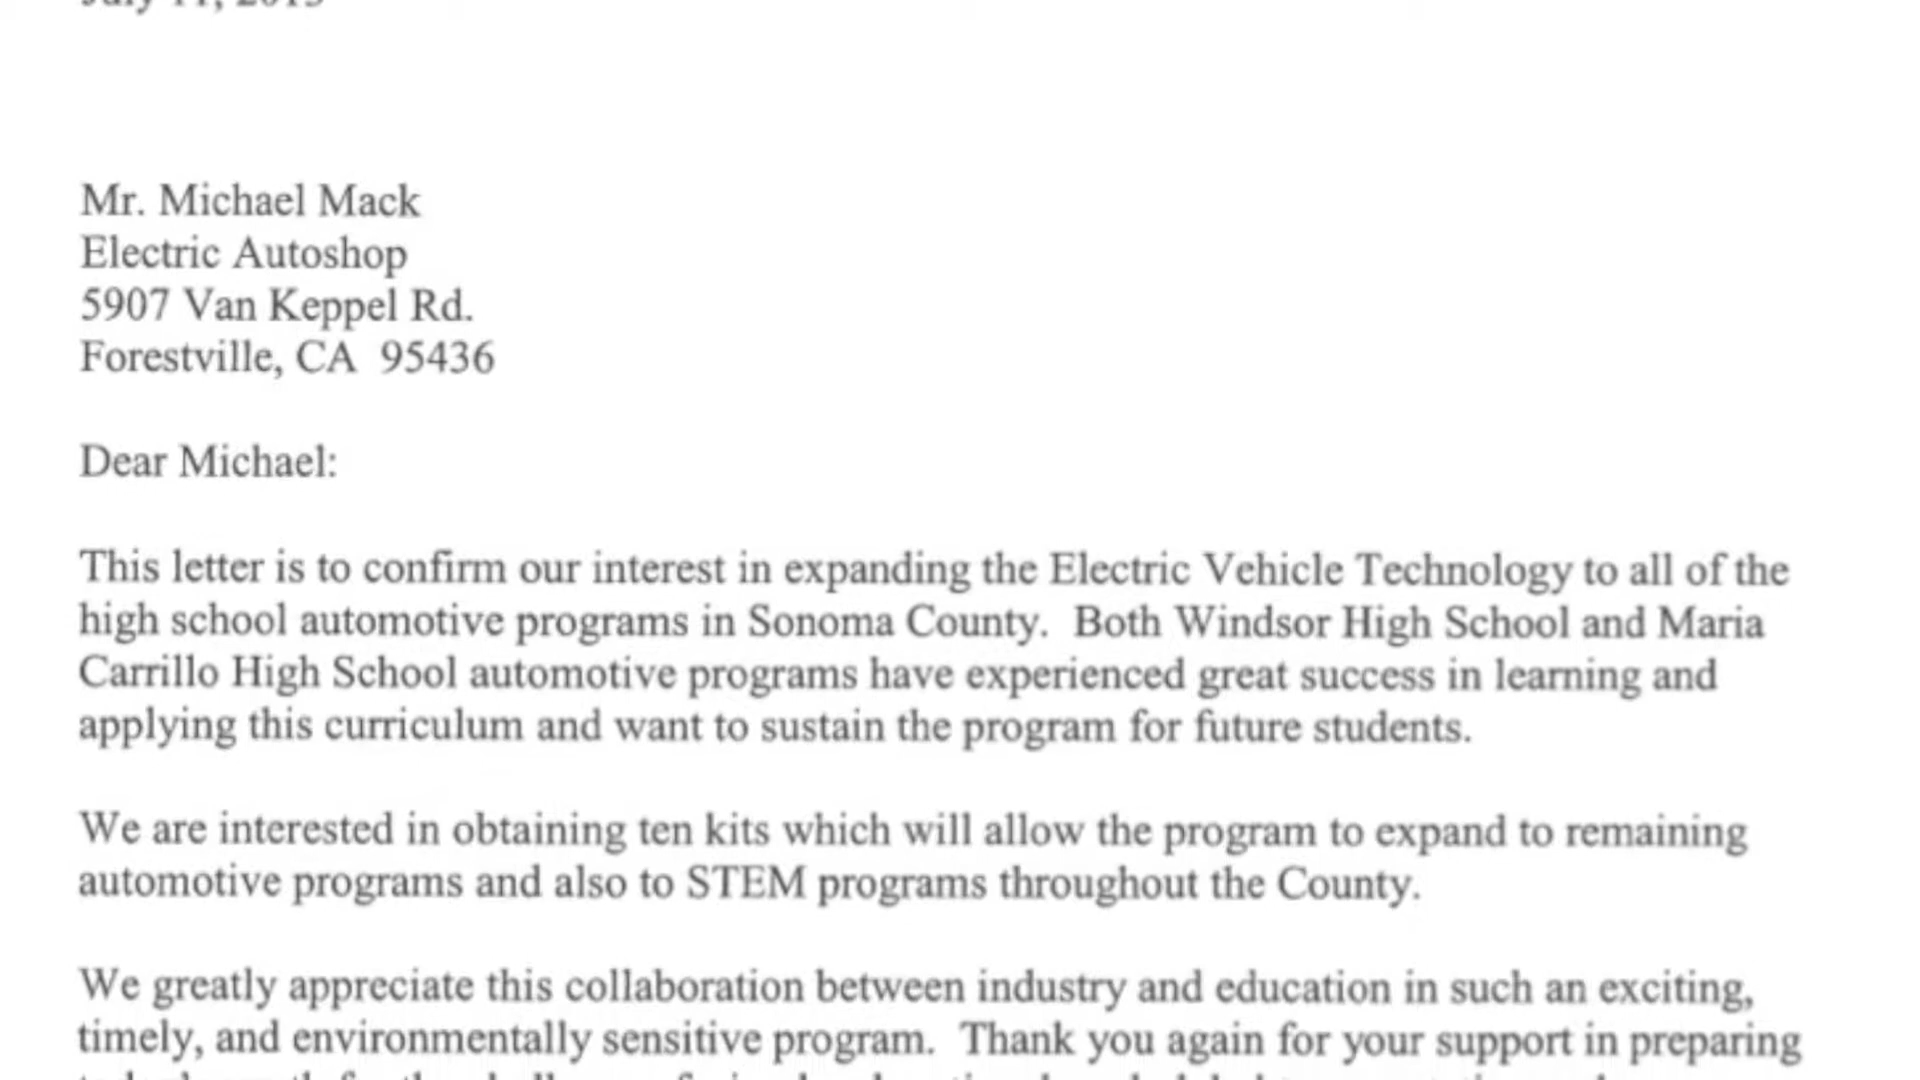 July 11, 2013
Mr. Michael Mack
Electric Autoshop
5907 Van Keppel Rd.
Forestville, CA 95436
Dear Michael:
This letter is to confirm our interest in expanding the Electric Vehicle Technology to all of the
high school automotive programs in Sonoma County. Both Windsor High School and Maria
Carrillo High School automotive programs have experienced great success in learning and
applying this curriculum and want to sustain the program for future students.
We are interested in obtaining ten kits which will allow the program to expand to remaining
automotive programs and also to STEM programs throughout the County.
We greatly appreciate this collaboration between industry and education in such an exciting,
timely, and environmentally sensitive program. Thank you again for your support in preparing